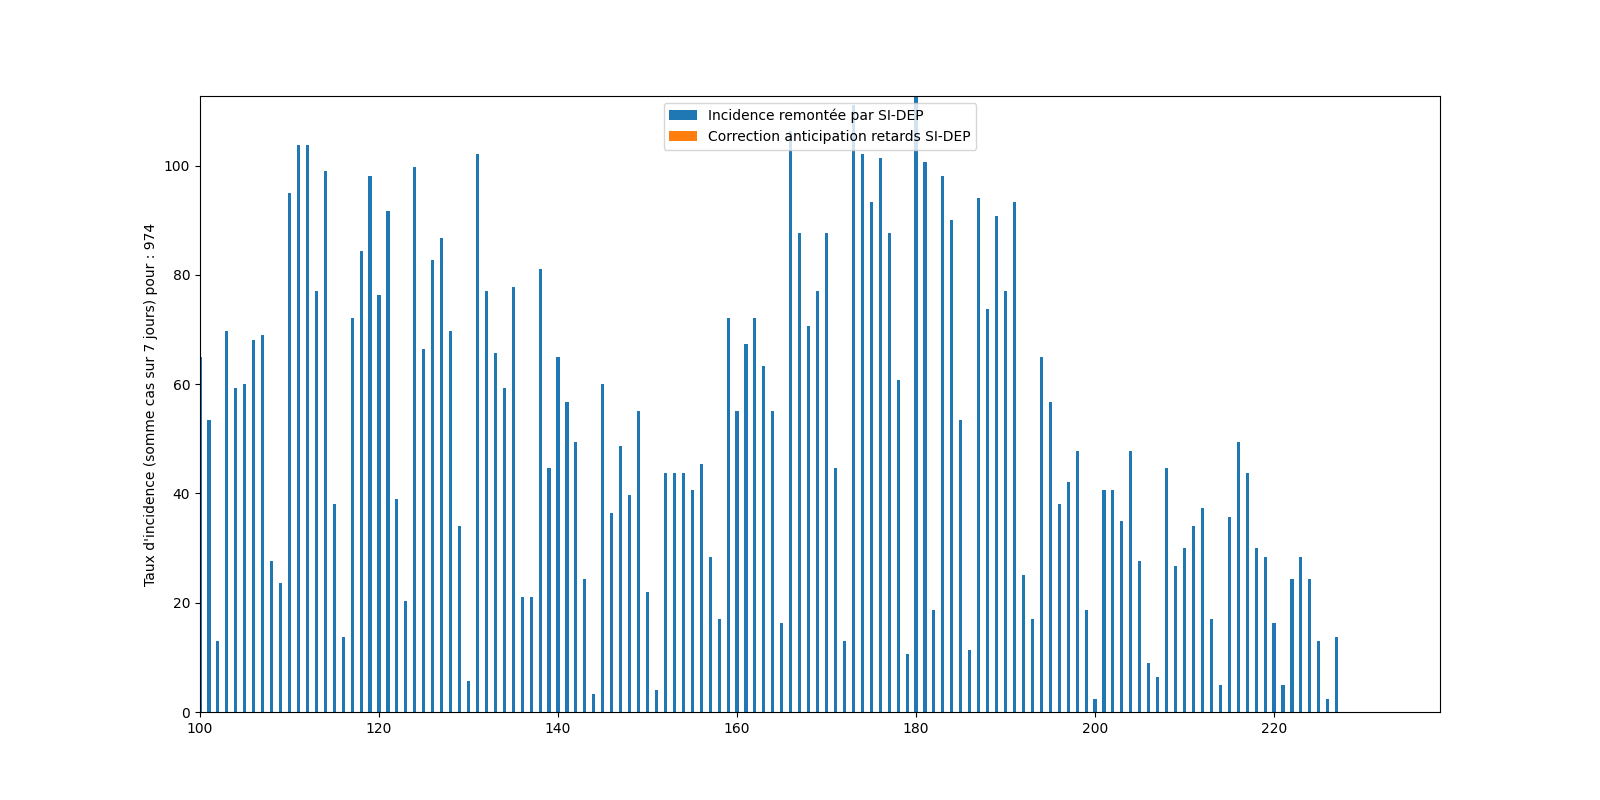 Incidence remontée par SI-DEP
Correction anticipation retards SI-DEP
Taux d'incidence (somme cas sur 7 jours) pour : 974
100
80
60
40
20
0
100 120 140 160 180 200 220